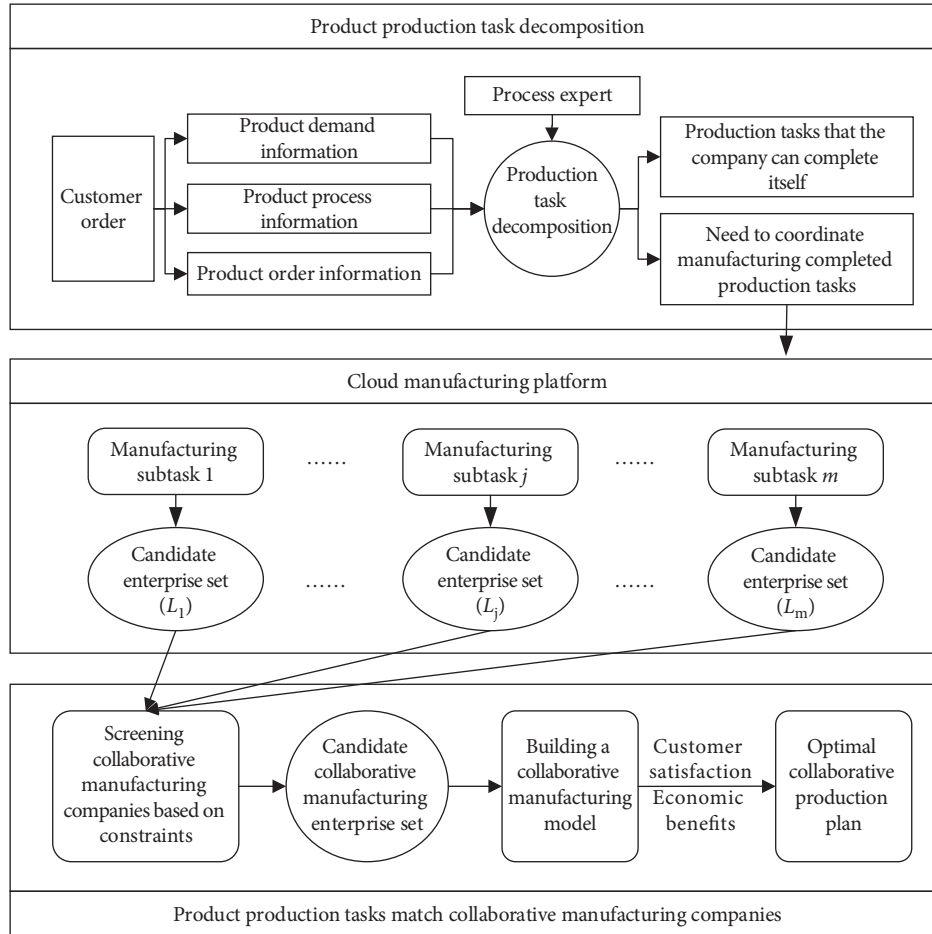 Product production task decomposition
Customer
order
Product demand
information
Product process
information
Product order information
Process expert
Production
task
decomposition
Production tasks that the
company can complete
itself
Need to coordinate
manufacturing completed
production tasks
Cloud manufacturing platform
Manufacturing
subtask 1
......
Manufacturing
subtask j
......
Manufacturing
subtask m
Candidate
enterprise set
(L1)
......
Candidate
enterprise set
(Lj)
......
Candidate
enterprise set
(Lm)
Screening
collaborative
manufacturing
companies based on
constraints
Candidate
collaborative
manufacturing
enterprise set
Building a
collaborative
manufacturing
model
Customer
satisfaction
Economic
benefits
Optimal
collaborative
production
plan
Product production tasks match collaborative manufacturing companies